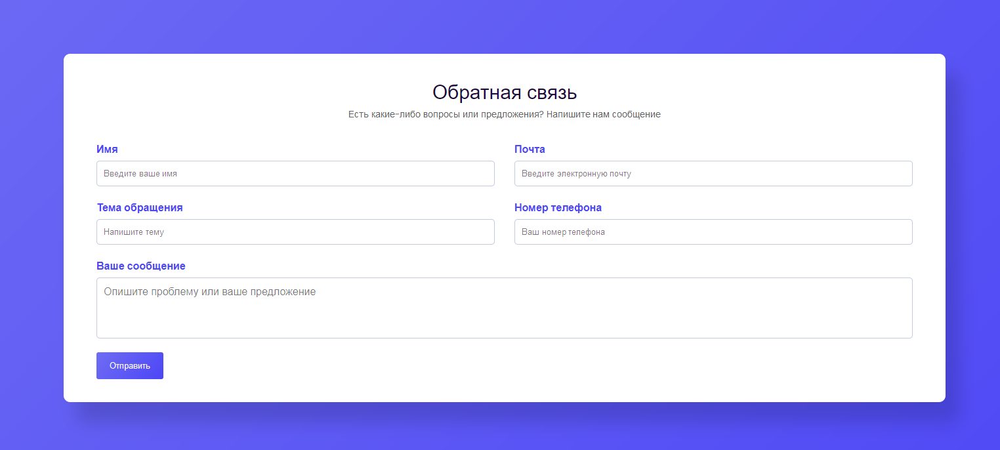 Обратная связь
Есть какие-либо вопросы или предложения? Напишите нам сообщение
Имя
Введите ваше имя
Почта
Введите электронную почту
Тема обращения
Напишите тему
Номер телефона
Ваш номер телефона
Ваше сообщение
Опишите проблему или ваше предложение
Отправить